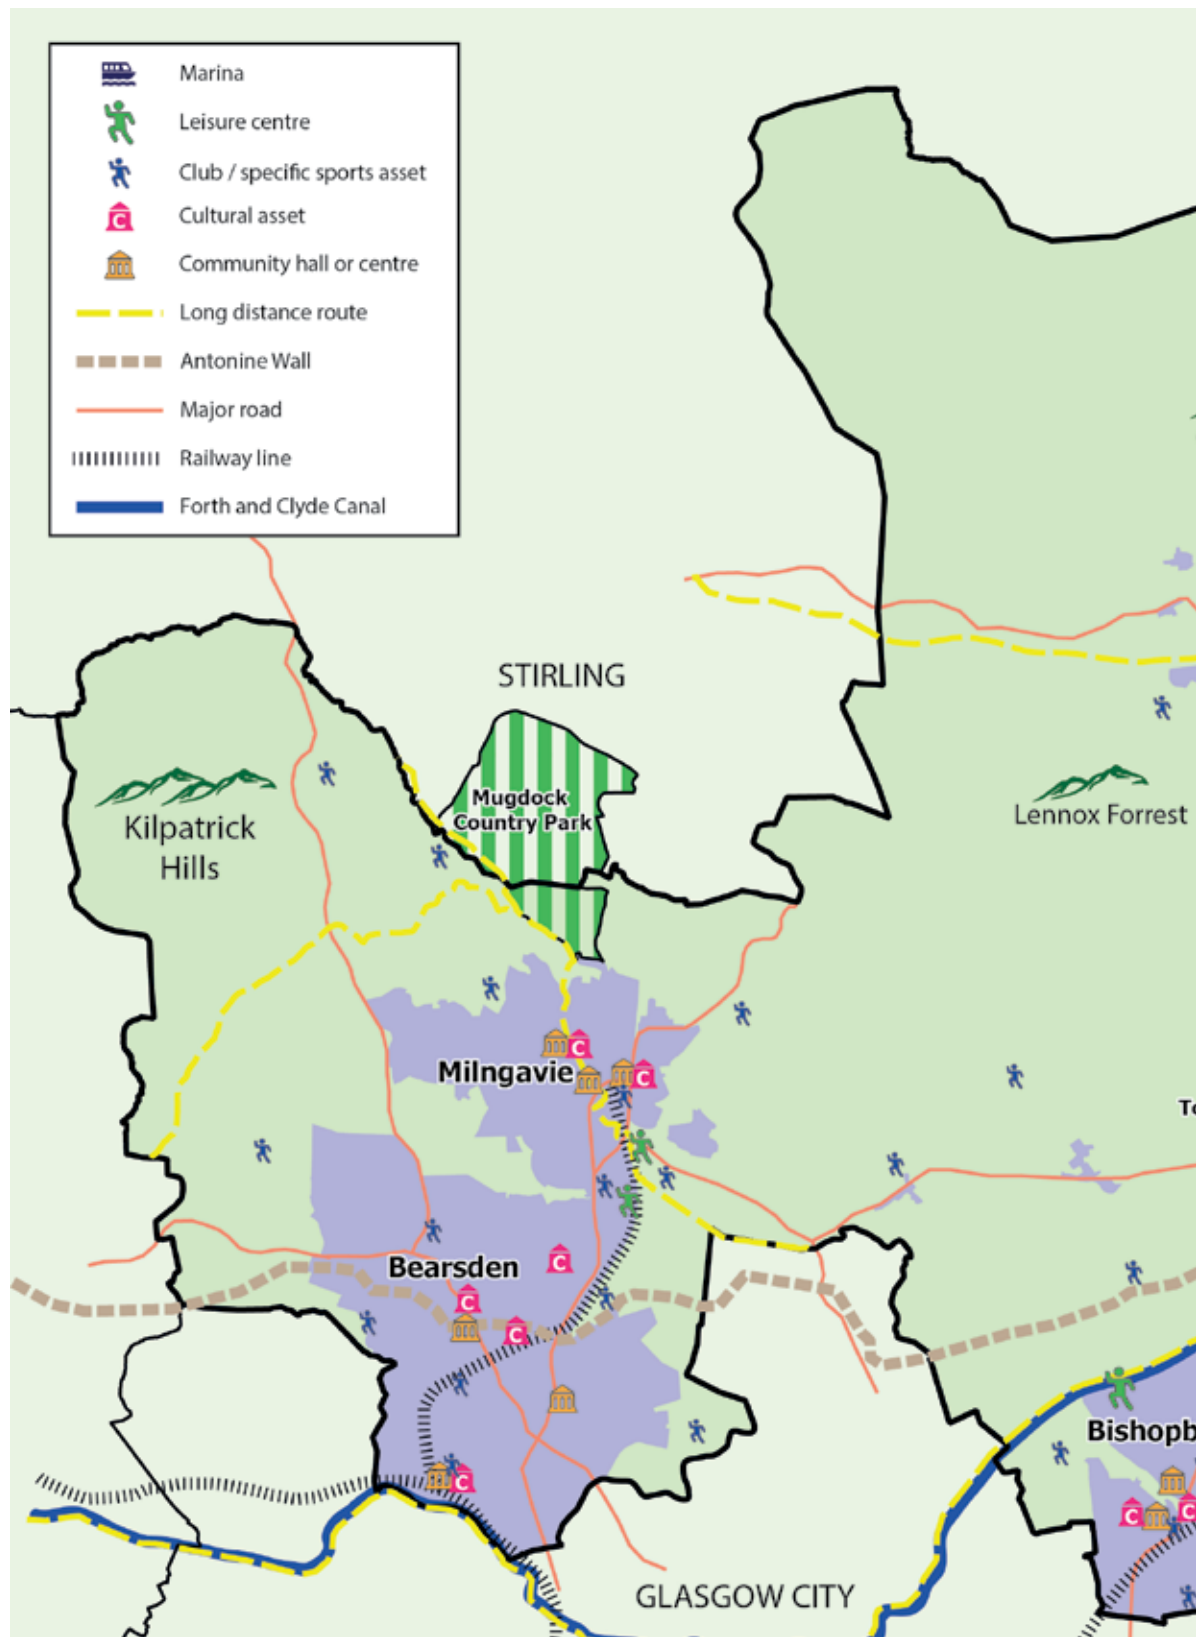 Marina
Leisure centre
Club / specific sports asset
Cultural asset
Community hall or centre
Long distance route
Antonine Wall
Major road
Railway line
Forth and Clyde Canal
STIRLING
Mugdock
Country Park
Kilpatrick
Hills
Lennox Forrest
Milngavie
To
Bearsden
Bishopb
GLASGOW CITY
C
C
C
C
C
C
C
C